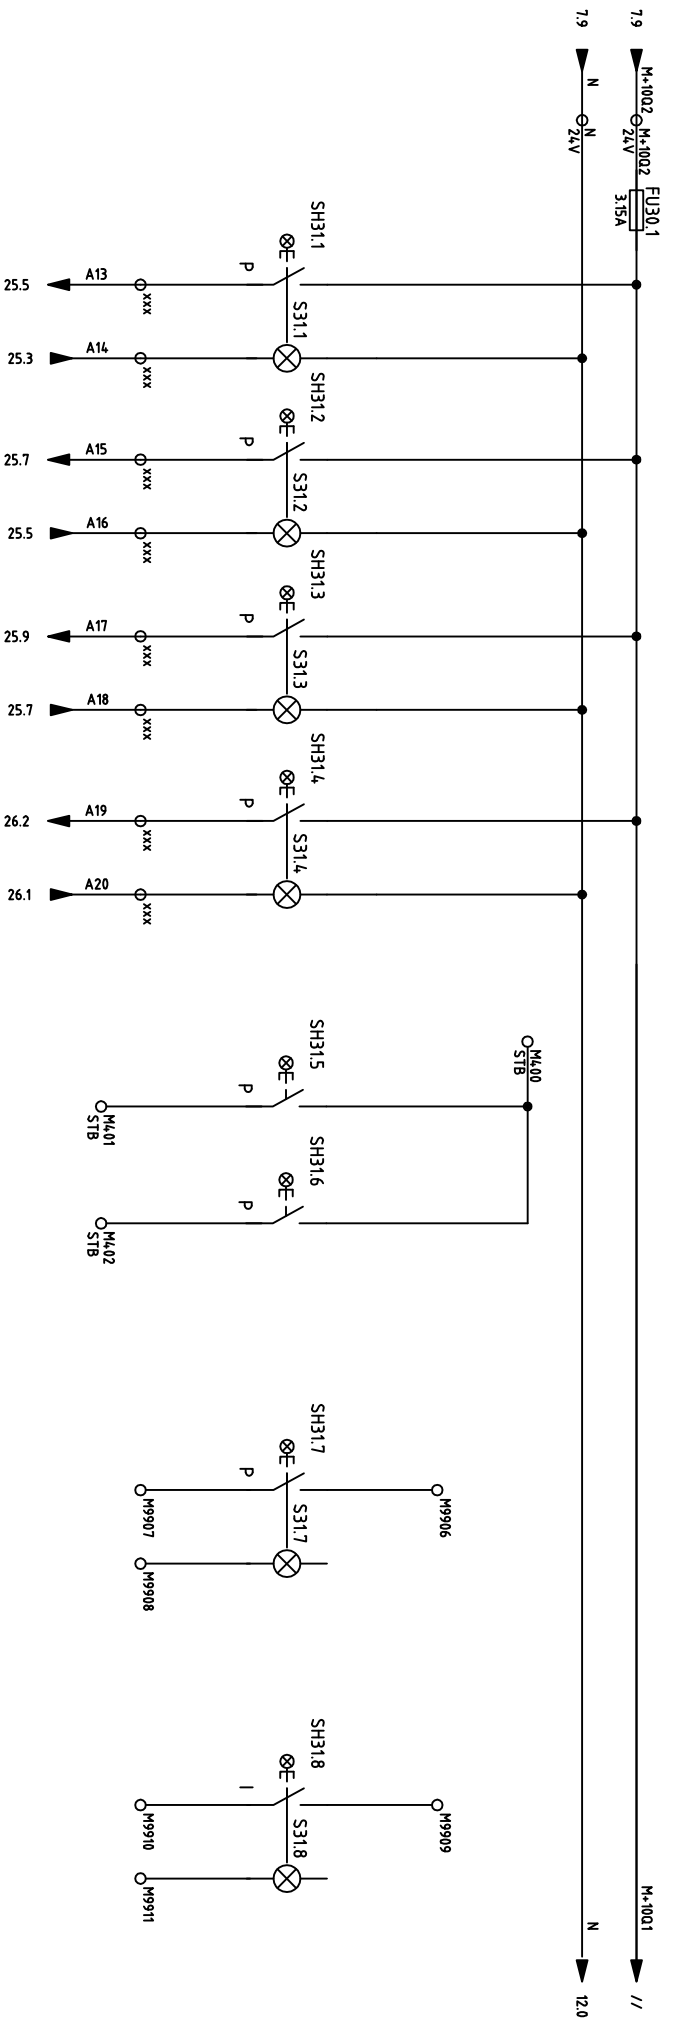 7.9
M+10Q2
M+10Q2
24V
FU30.1
3.15A
M+10Q1
//
7.9
N
N
24V
N
12.0
SH31.1
S31.1
P
A13
xxx
25.5
A14
xxx
25.3
SH31.2
S31.2
P
A15
xxx
25.7
A16
xxx
25.5
SH31.3
S31.3
P
A17
xxx
25.9
A18
xxx
25.7
SH31.4
S31.4
P
A19
xxx
26.2
A20
xxx
26.1
M400
STB
SH31.5
P
M401
STB
SH31.6
P
M402
STB
M9906
SH31.7
S31.7
P
M9907
M9908
M9909
SH31.8
S31.8
I
M9910
M9911